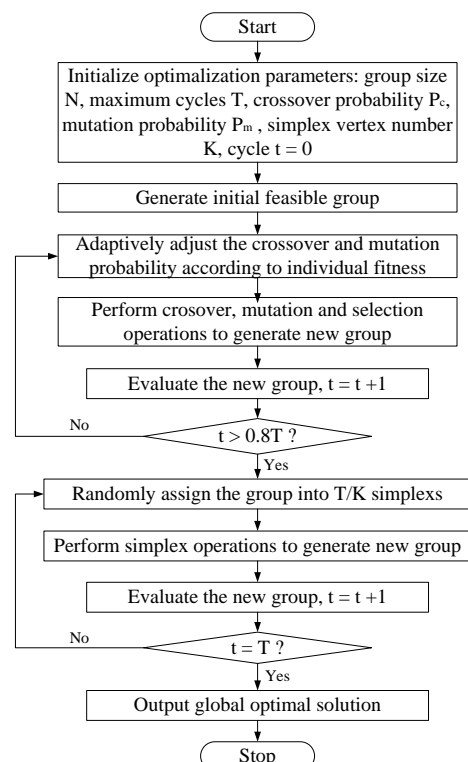 Start
Initialize optimalization parameters: group size
N, maximum cycles T, crossover probability Pc,
mutation probability Pm , simplex vertex number
K, cycle t = 0
Generate initial feasible group
Adaptively adjust the crossover and mutation
probability according to individual fitness
Perform crosover, mutation and selection
operations to generate new group
Evaluate the new group, t = t +1
No
t > 0.8T ?
Yes
Randomly assign the group into T/K simplexs
Perform simplex operations to generate new group
Evaluate the new group, t = t +1
No
t = T ?
Yes
Output global optimal solution
Stop